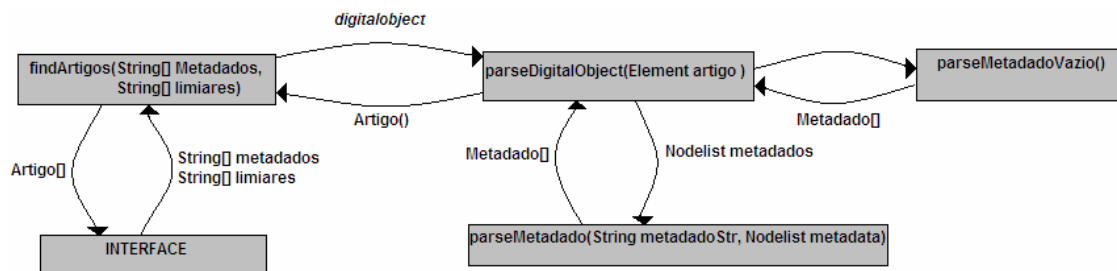 digitalobject
findArtigos(String[] Metadados,
String[] limiares)
parseDigitalObject(Element artigo )
parseMetadadoVazio()
Artigo()
Metadado[]
Artigo[]
String[] metadados
String[] limiares
Metadado[]
Nodelist metadados
INTERFACE
parseMetadado(String metadadoStr, Nodelist metadata)